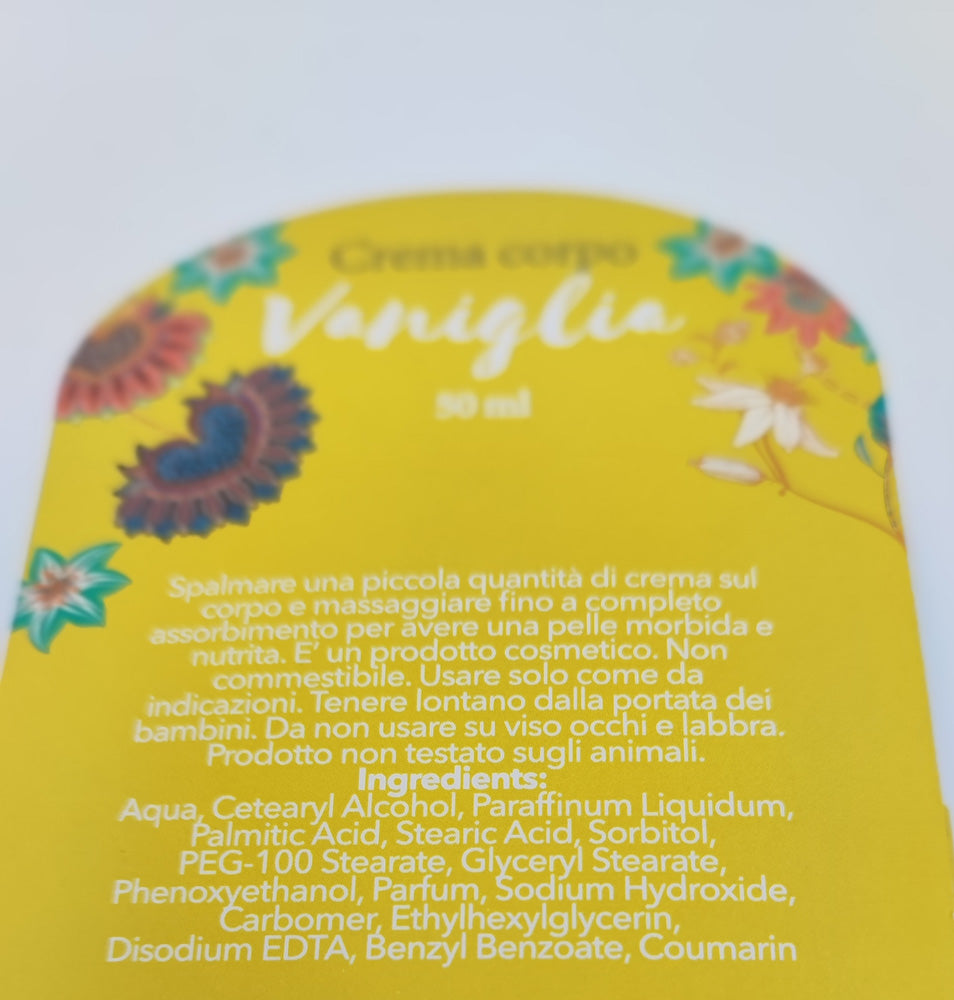 Crema corpo
Vaniglia
50 ml
Spalmare una piccola quantità di crema sul
corpo e massaggiare fino a completo
assorbimento per avere una pelle morbida e
nutrita. E' un prodotto cosmetico. Non
commestibile. Usare solo come da
indicazioni. Tenere lontano dalla portata dei
bambini. Da non usare su viso occhi e labbra.
Prodotto non testato sugli animali.
Ingredients:
Aqua, Cetearyl Alcohol, Paraffinum Liquidum,
Palmitic Acid, Stearic Acid, Sorbitol,
PEG-100 Stearate, Glyceryl Stearate,
Phenoxyethanol, Parfum, Sodium Hydroxide,
Carbomer, Ethylhexylglycerin,
Disodium EDTA, Benzyl Benzoate, Coumarin